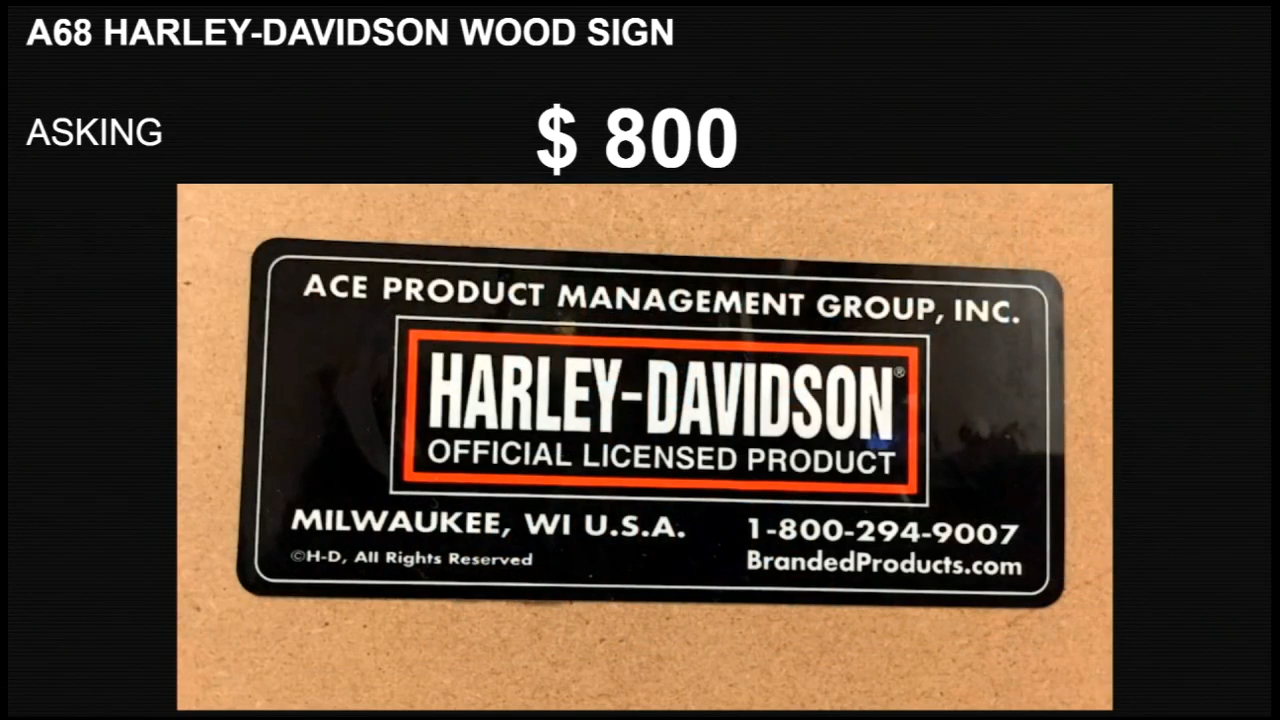 A68 HARLEY-DAVIDSON WOOD SIGN
ASKING
$ 800
ACE PRODUCT MANAGEMENT GROUP, INC.
HARLEY-DAVIDSON®
OFFICIAL LICENSED PRODUCT
MILWAUKEE, WI U.S.A.
©H-D, All Rights Reserved
1-800-294-9007
BrandedProducts.com